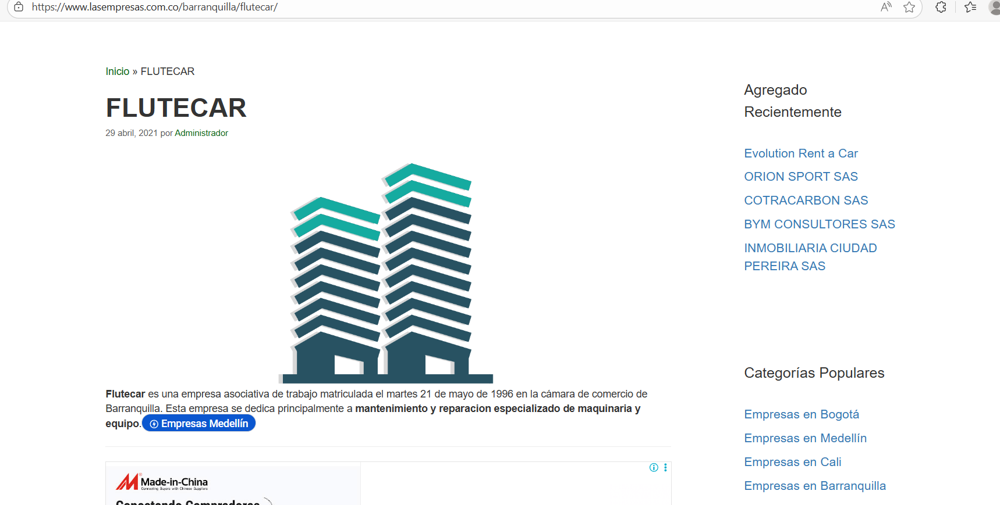 https://www.lasempresas.com.co/barranquilla/flutecar/
Inicio » FLUTECAR
FLUTECAR
29 abril, 2021 por Administrador
Flutecar es una empresa asociativa de trabajo matriculada el martes 21 de mayo de 1996 en la cámara de comercio de
Barranquilla. Esta empresa se dedica principalmente a mantenimiento y reparacion especializado de maquinaria y
equipo. Empresas Medellín
Made-in-China
Connecting Buyers with Chinese Suppliers
Conectando Compradores
Agregado
Recientemente
Evolution Rent a Car
ORION SPORT SAS
COTRACARBON SAS
BYM CONSULTORES SAS
INMOBILIARIA CIUDAD
PEREIRA SAS
Categorías Populares
Empresas en Bogotá
Empresas en Medellín
Empresas en Cali
Empresas en Barranquilla